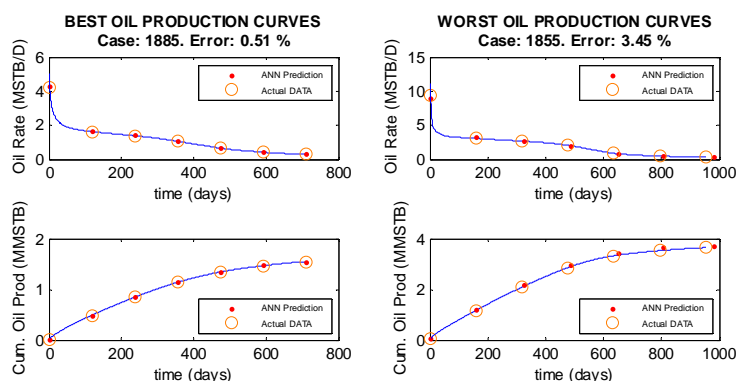 BEST OIL PRODUCTION CURVES
Case: 1885. Error: 0.51 %
6
4
2
0
Oil Rate (MSTB/D)
ANN Prediction
Actual DATA
0
200
400
600
800
time (days)
WORST OIL PRODUCTION CURVES
Case: 1855. Error: 3.45 %
15
10
5
0
Oil Rate (MSTB/D)
ANN Prediction
Actual DATA
0
200
400
600
800
1000
time (days)
2
1
0
Cum. Oil Prod (MMSTB)
ANN Prediction
Actual DATA
0
200
400
600
800
time (days)
4
2
0
Cum. Oil Prod (MMSTB)
ANN Prediction
Actual DATA
0
200
400
600
800
1000
time (days)